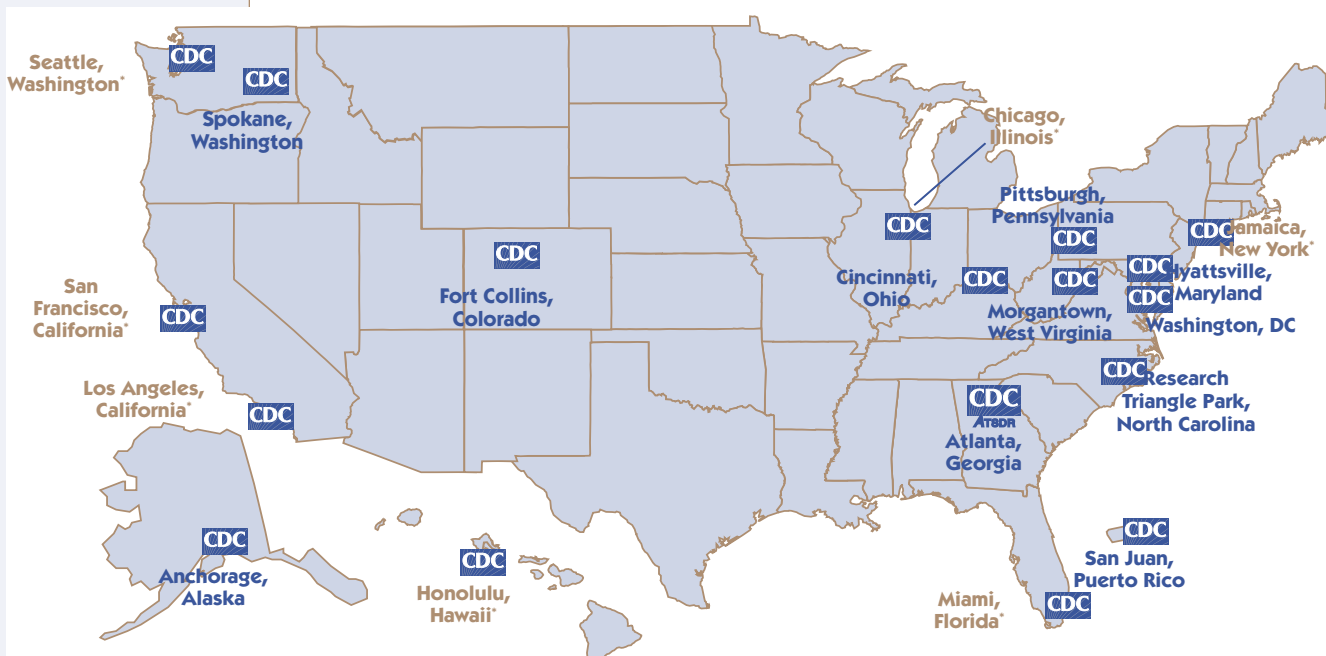 CDC
Seattle,
Washington*
CDC
Spokane,
Washington
Chicago,
Illinois*
CDC
Pittsburgh,
Pennsylvania
CDC
CDC
Jamaica,
New York*
CDC
Hyattsville,
Maryland
CDC
Washington, DC
CDC
Fort Collins,
Colorado
Cincinnati,
Ohio
CDC
CDC
Morgantown,
West Virginia
San
Francisco,
California*
CDC
Los Angeles,
California*
CDC
CDC
Research
Triangle Park,
North Carolina
CDC
ATSDR
Atlanta,
Georgia
CDC
Anchorage,
Alaska
CDC
Honolulu,
Hawaii*
CDC
San Juan,
Puerto Rico
Miami,
Florida*
CDC